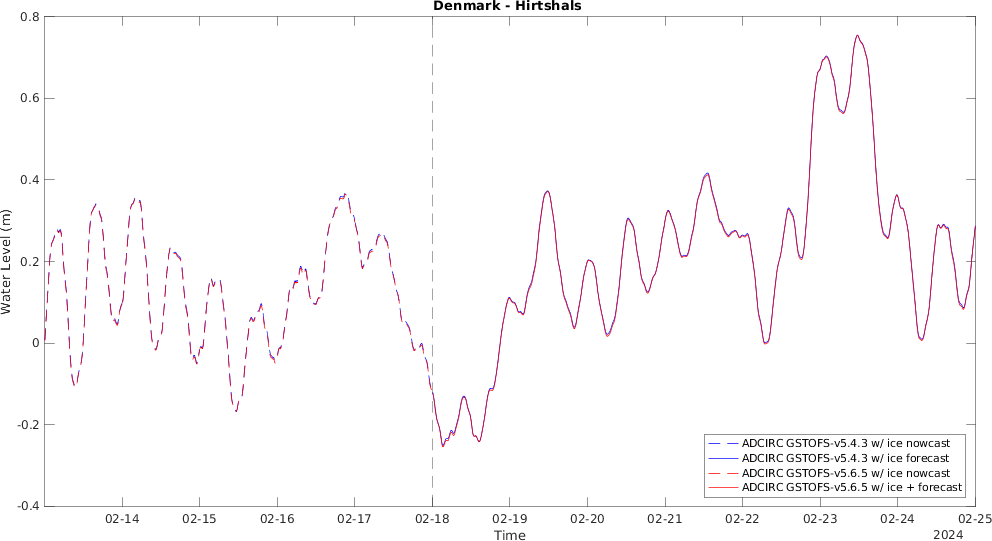 Denmark - Hirtshals
0.8
0.6
0.4
0.2
0
-0.2
-0.4
Water Level (m)
ADCIRC GSTOFS-v5.4.3 w/ ice nowcast
ADCIRC GSTOFS-v5.4.3 w/ ice forecast
ADCIRC GSTOFS-v5.6.5 w/ ice nowcast
ADCIRC GSTOFS-v5.6.5 w/ ice + forecast
02-14 02-15 02-16 02-17 02-18 02-19 02-20 02-21 02-22 02-23 02-24 02-25
Time
2024